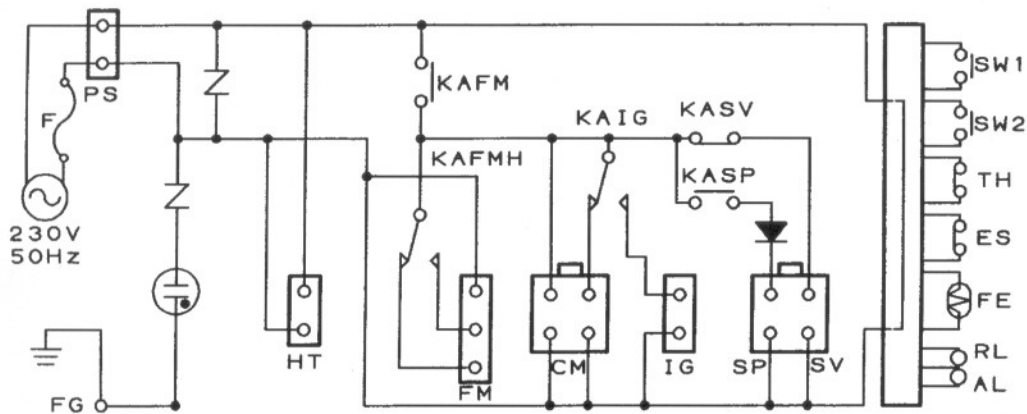 PS
F
230V
50Hz
FG
HT
KAFM
KAFMH
FM
KAIG
KASV
KASP
CM
IG
SP
SV
SW1
SW2
TH
ES
FE
RL
AL